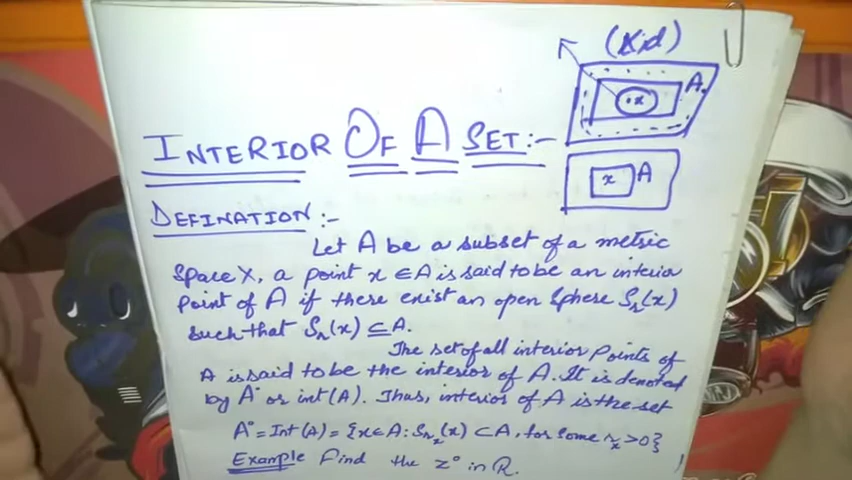 (X,d)
A.
.x
INTERIOR OF A SET:-
x A
DEFINATION:-
Let A be a subset of a metric
Space X, a point x ∈ A is said to be an interior
point of A if there exist an open Sphere Sᵣ(x)
such that Sᵣ(x) ⊆ A.
The set of all interior points of
A is said to be the interior of A. It is denoted
by A° or int(A). Thus, interior of A is the set
A° = Int(A) = {x∈A: Sᵣₓ(x) ⊂ A, for some rₓ>0}
Example Find the Z° in R.